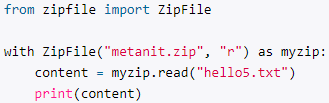 from zipfile import ZipFile
with ZipFile("metanit.zip", "r") as myzip:
    content = myzip.read("hello5.txt")
    print(content)